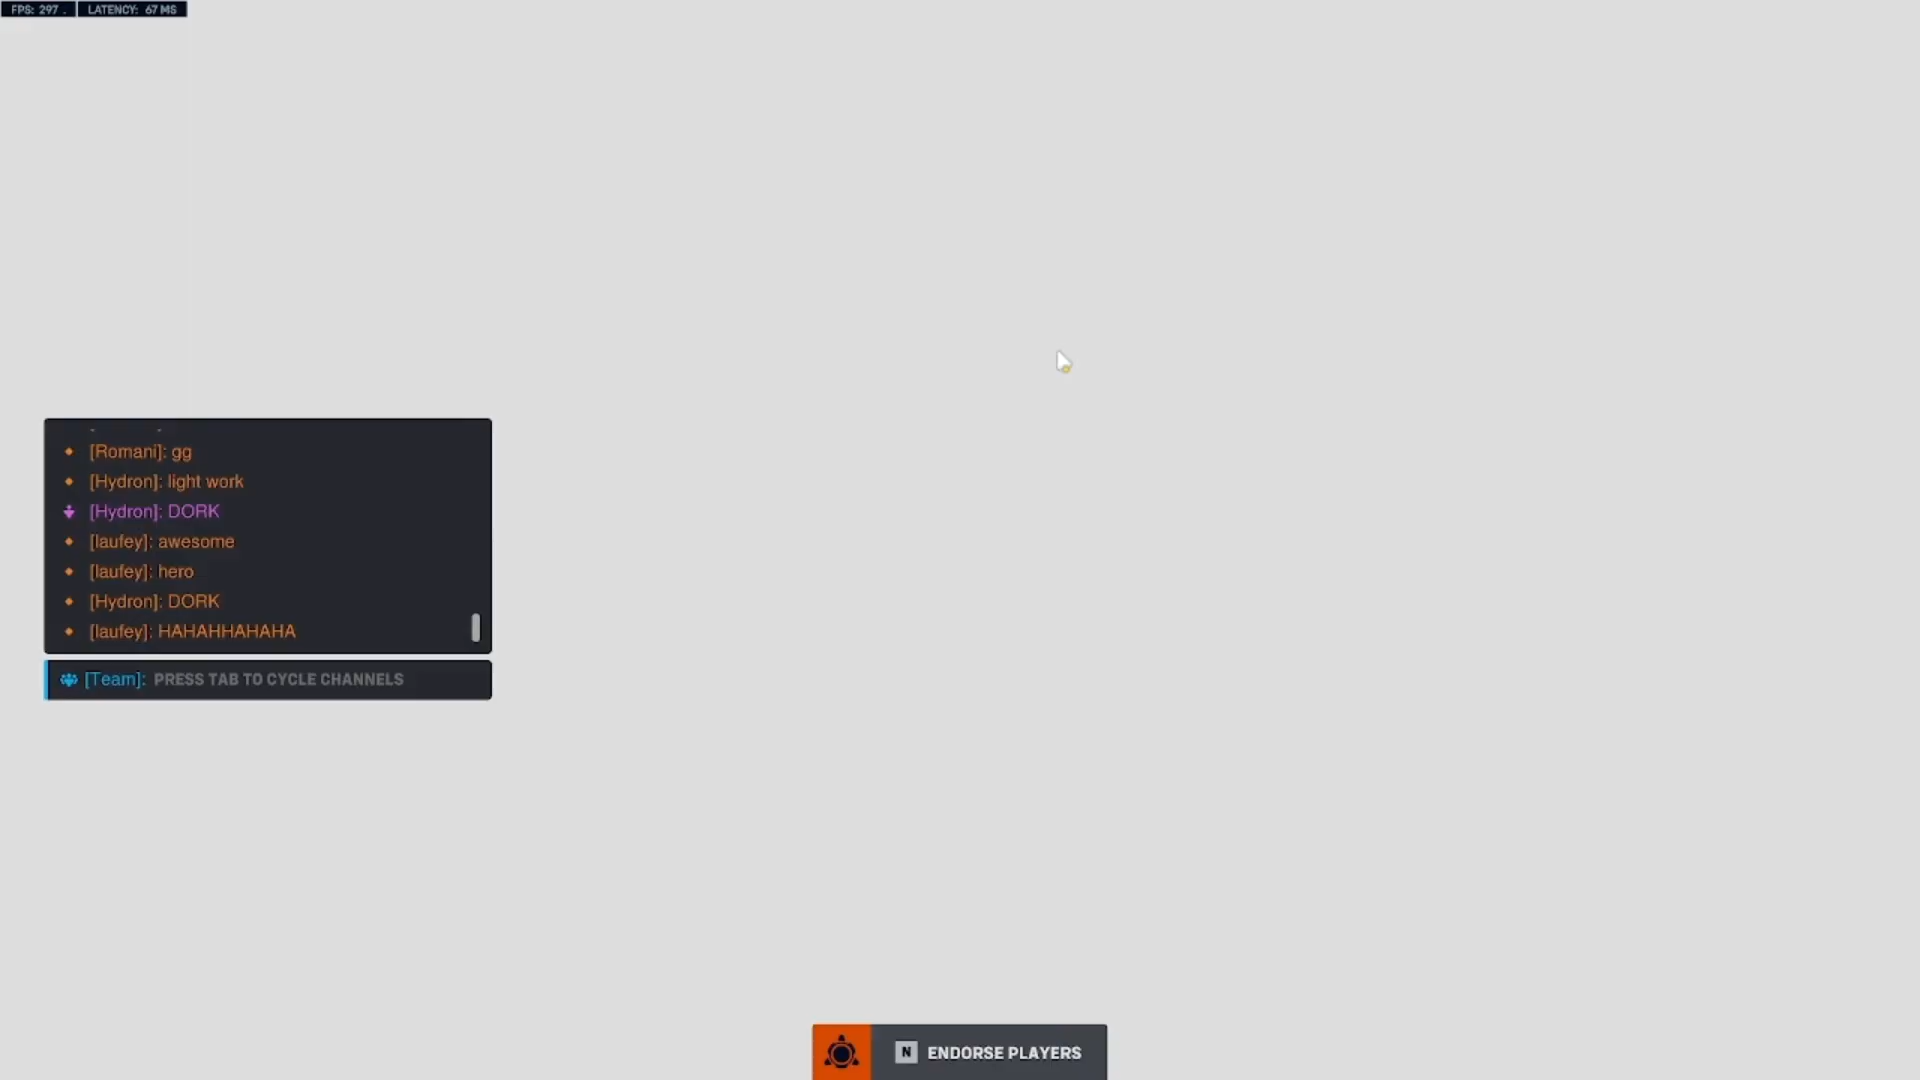 FPS: 297 . LATENCY: 67 MS
[Romani]: gg
[Hydron]: light work
[Hydron]: DORK
[laufey]: awesome
[laufey]: hero
[Hydron]: DORK
[laufey]: HAHAHHAHAHA
[Team]: PRESS TAB TO CYCLE CHANNELS
N ENDORSE PLAYERS